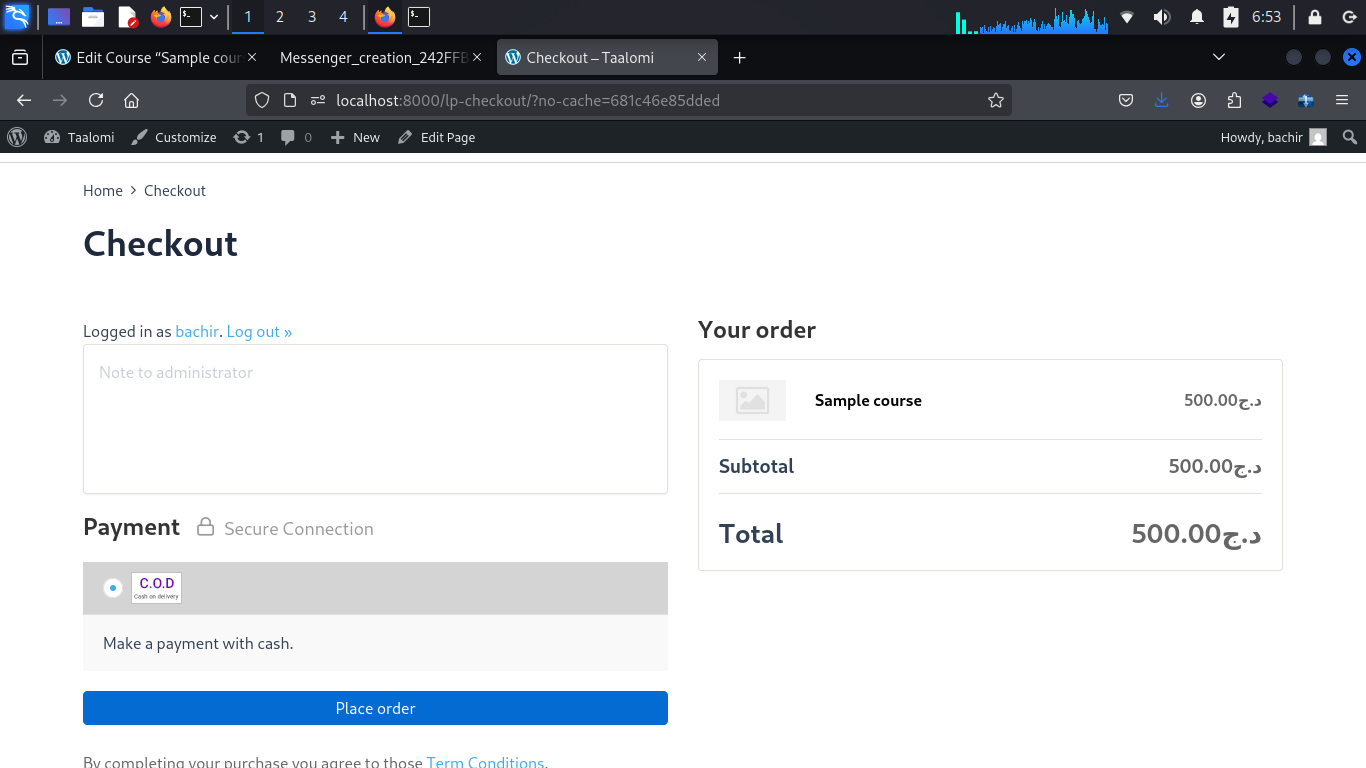 1 2 3 4 6:53
Edit Course “Sample cour Messenger_creation_242FFB Checkout – Taalomi
localhost:8000/lp-checkout/?no-cache=681c46e85dded
Taalomi Customize 1 0 New Edit Page Howdy, bachir
Home > Checkout
Checkout
Logged in as bachir. Log out »
Note to administrator
Payment Secure Connection
C.O.D
Cash on delivery
Make a payment with cash.
Place order
By completing your purchase you agree to those Term Conditions.
Your order
Sample course 500.00د.ج
Subtotal 500.00د.ج
Total 500.00د.ج